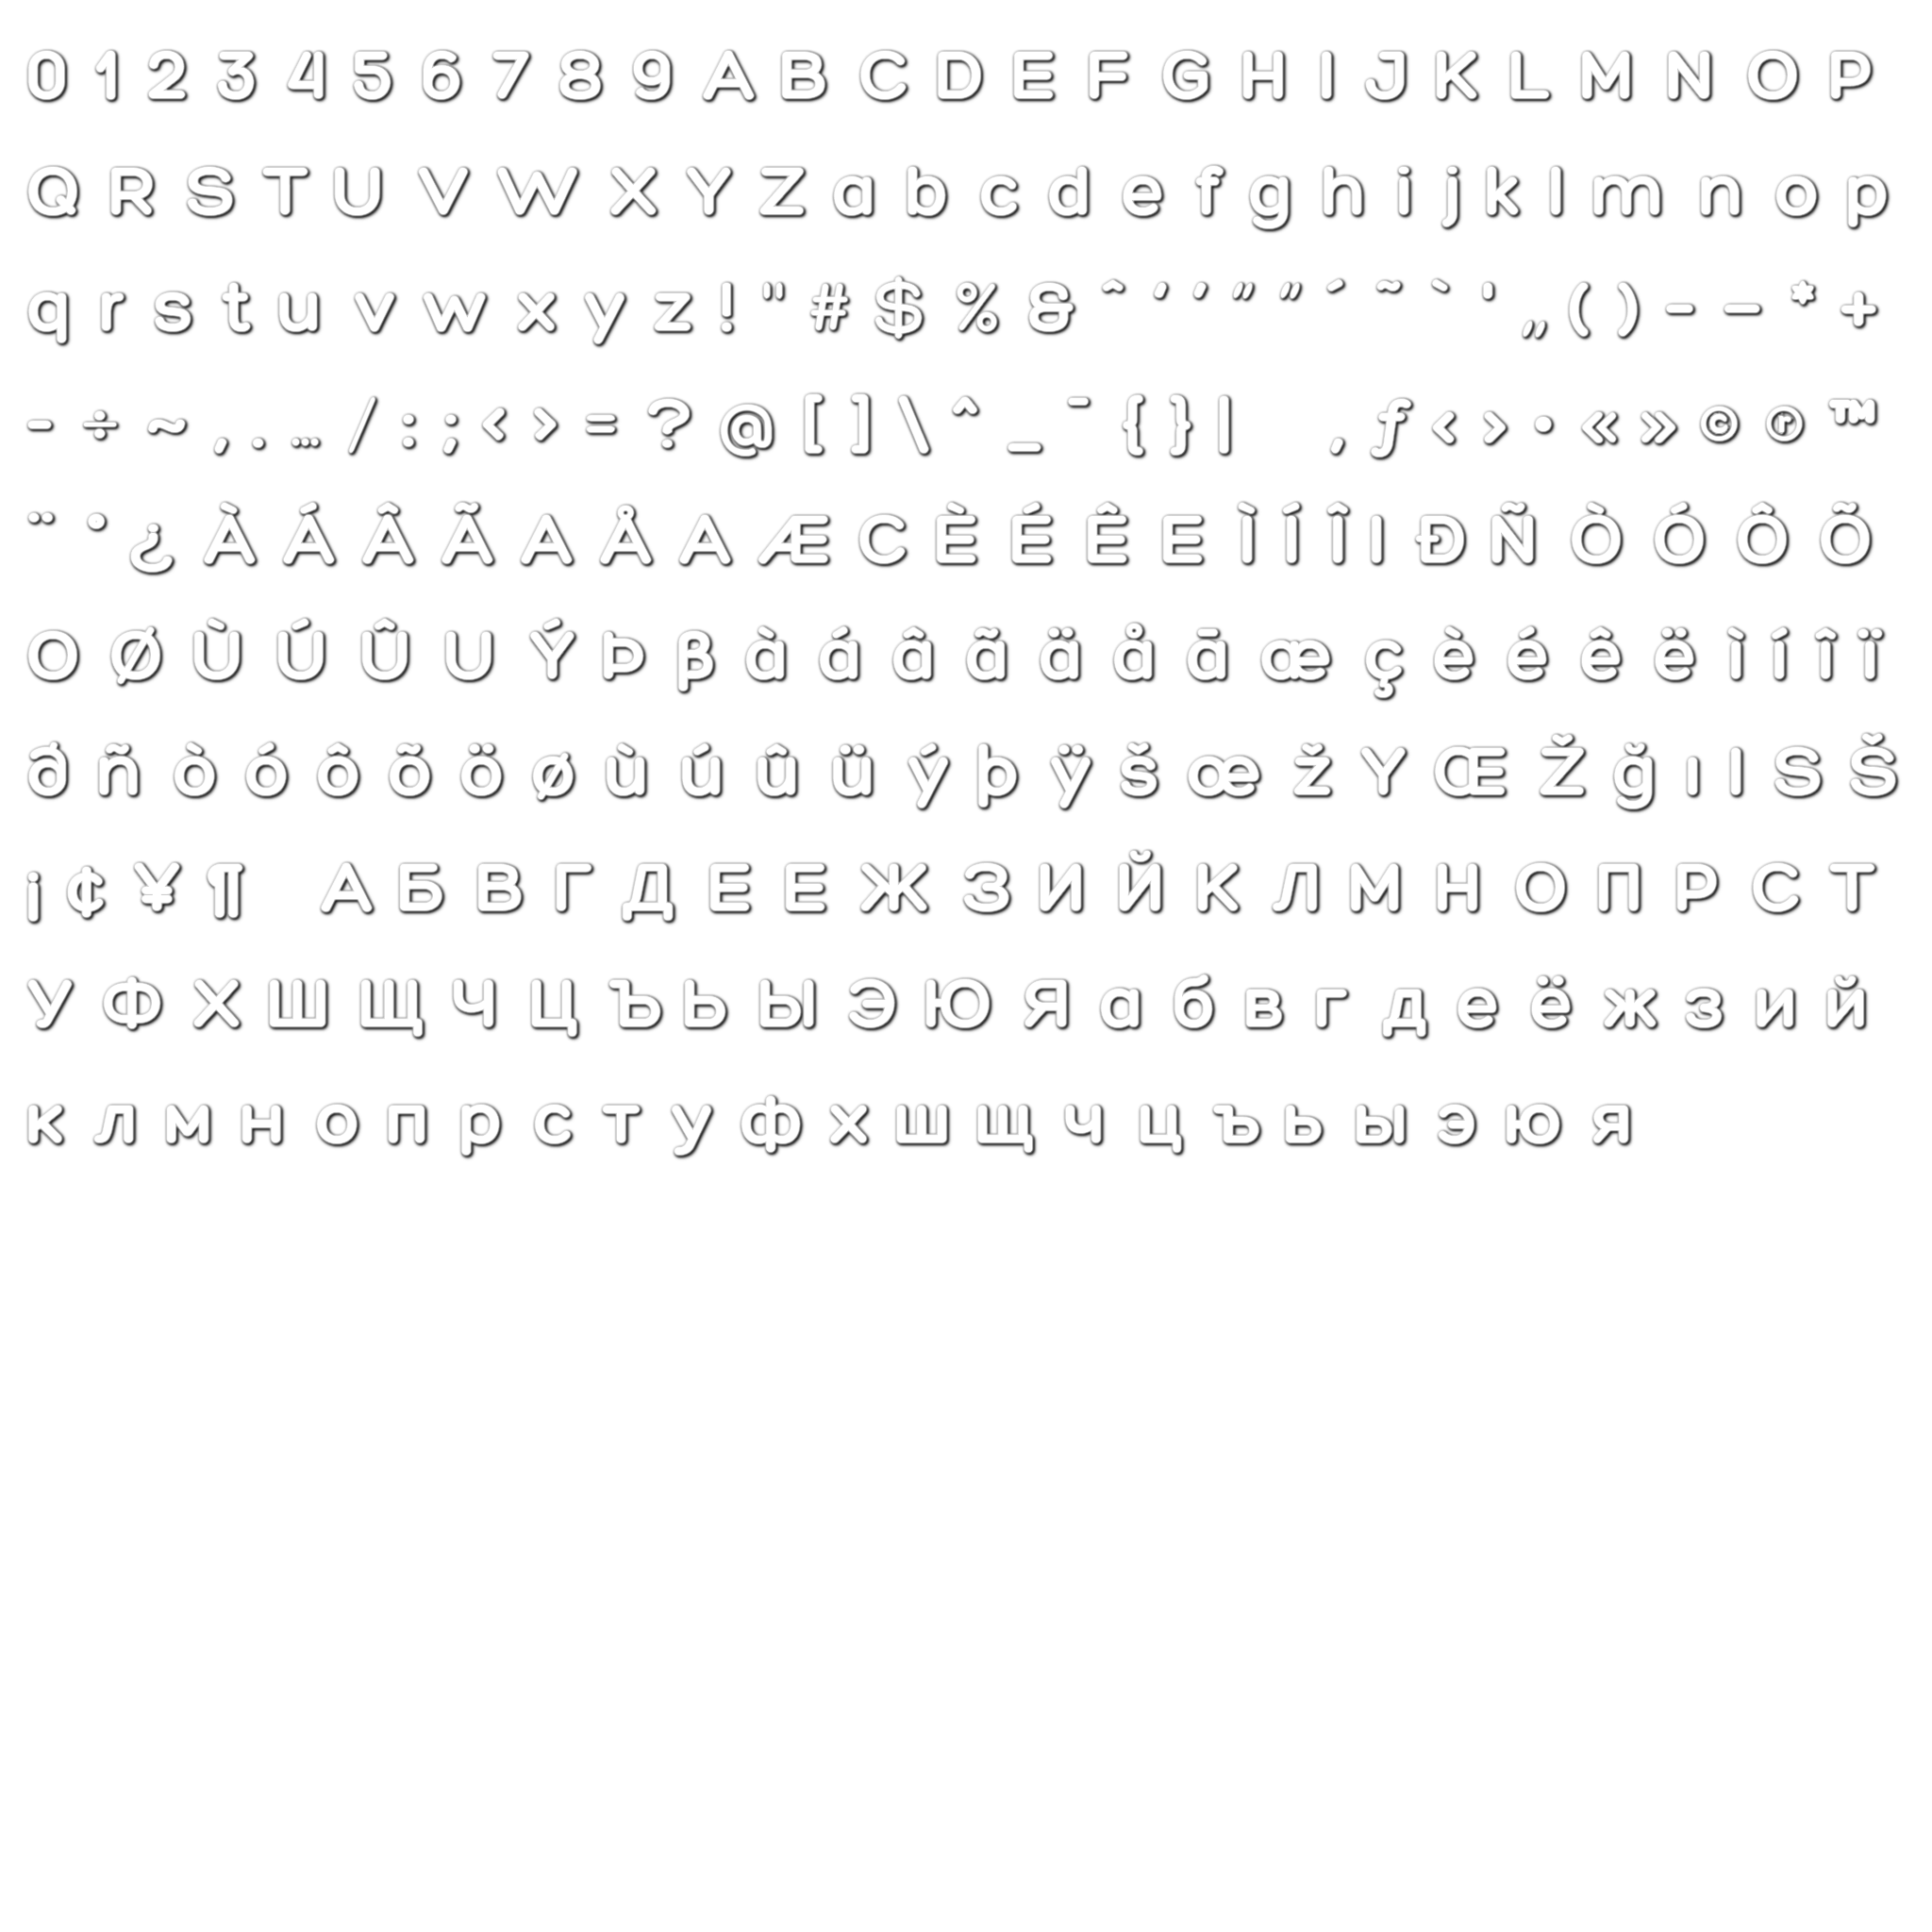 0 1 2 3 4 5 6 7 8 9 A B C D E F G H I J K L M N O P
Q R S T U V W X Y Z a b c d e f g h i j k l m n o p
q r s t u v w x y z ! " # $ % & ˆ ‘ ’ “ ” ´ ˜ ` ' „ ( ) – — * +
- ÷ ~ , . … / : ; < > = ? @ [ ] \ ^ _ ¯ { } | ‚ ƒ ‹ › • « » © ® ™
¨ ˙ ¿ À Á Â Ã A Å A Æ C È É Ê E Ì Í Î I Ð Ñ Ò Ó Ô Õ
O Ø Ù Ú Û U Ý Þ β à á â ã ä å ā æ ç è é ê ë ì í î ï
ð ñ ò ó ô õ ö ø ù ú û ü ý þ ÿ š œ ž Y Œ Ž ğ ı I S Š
¡ ¢ ¥ ¶ А Б В Г Д Е Е Ж З И Й К Л М Н О П Р С Т
У Ф Х Ш Щ Ч Ц Ъ Ь Ы Э Ю Я а б в г д е ё ж з и й
к л м н о п р с т у ф х ш щ ч ц ъ ь ы э ю я